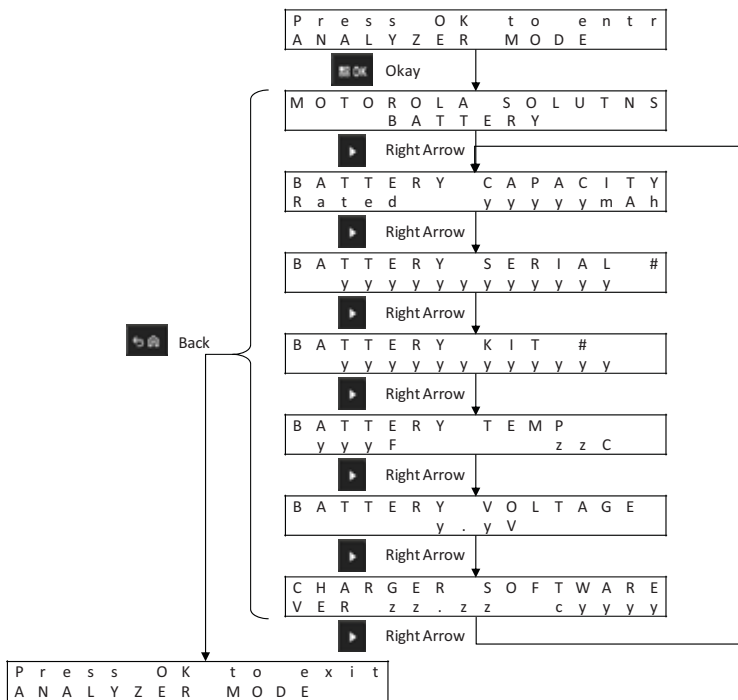 Press OK to entr
ANALYZER MODE
OK Okay
MOTOROLA SOLUTNS
BATTERY
Right Arrow
BATTERY CAPACITY
Rated yyyyymAh
Right Arrow
BATTERY SERIAL #
yyyyyyyyyyyy
Right Arrow
Back
BATTERY KIT #
yyyyyyyyyyyy
Right Arrow
BATTERY TEMP
yyyF zzC
Right Arrow
BATTERY VOLTAGE
y.yV
Right Arrow
CHARGER SOFTWARE
VER zz.zz cyyyy
Right Arrow
Press OK to exit
ANALYZER MODE